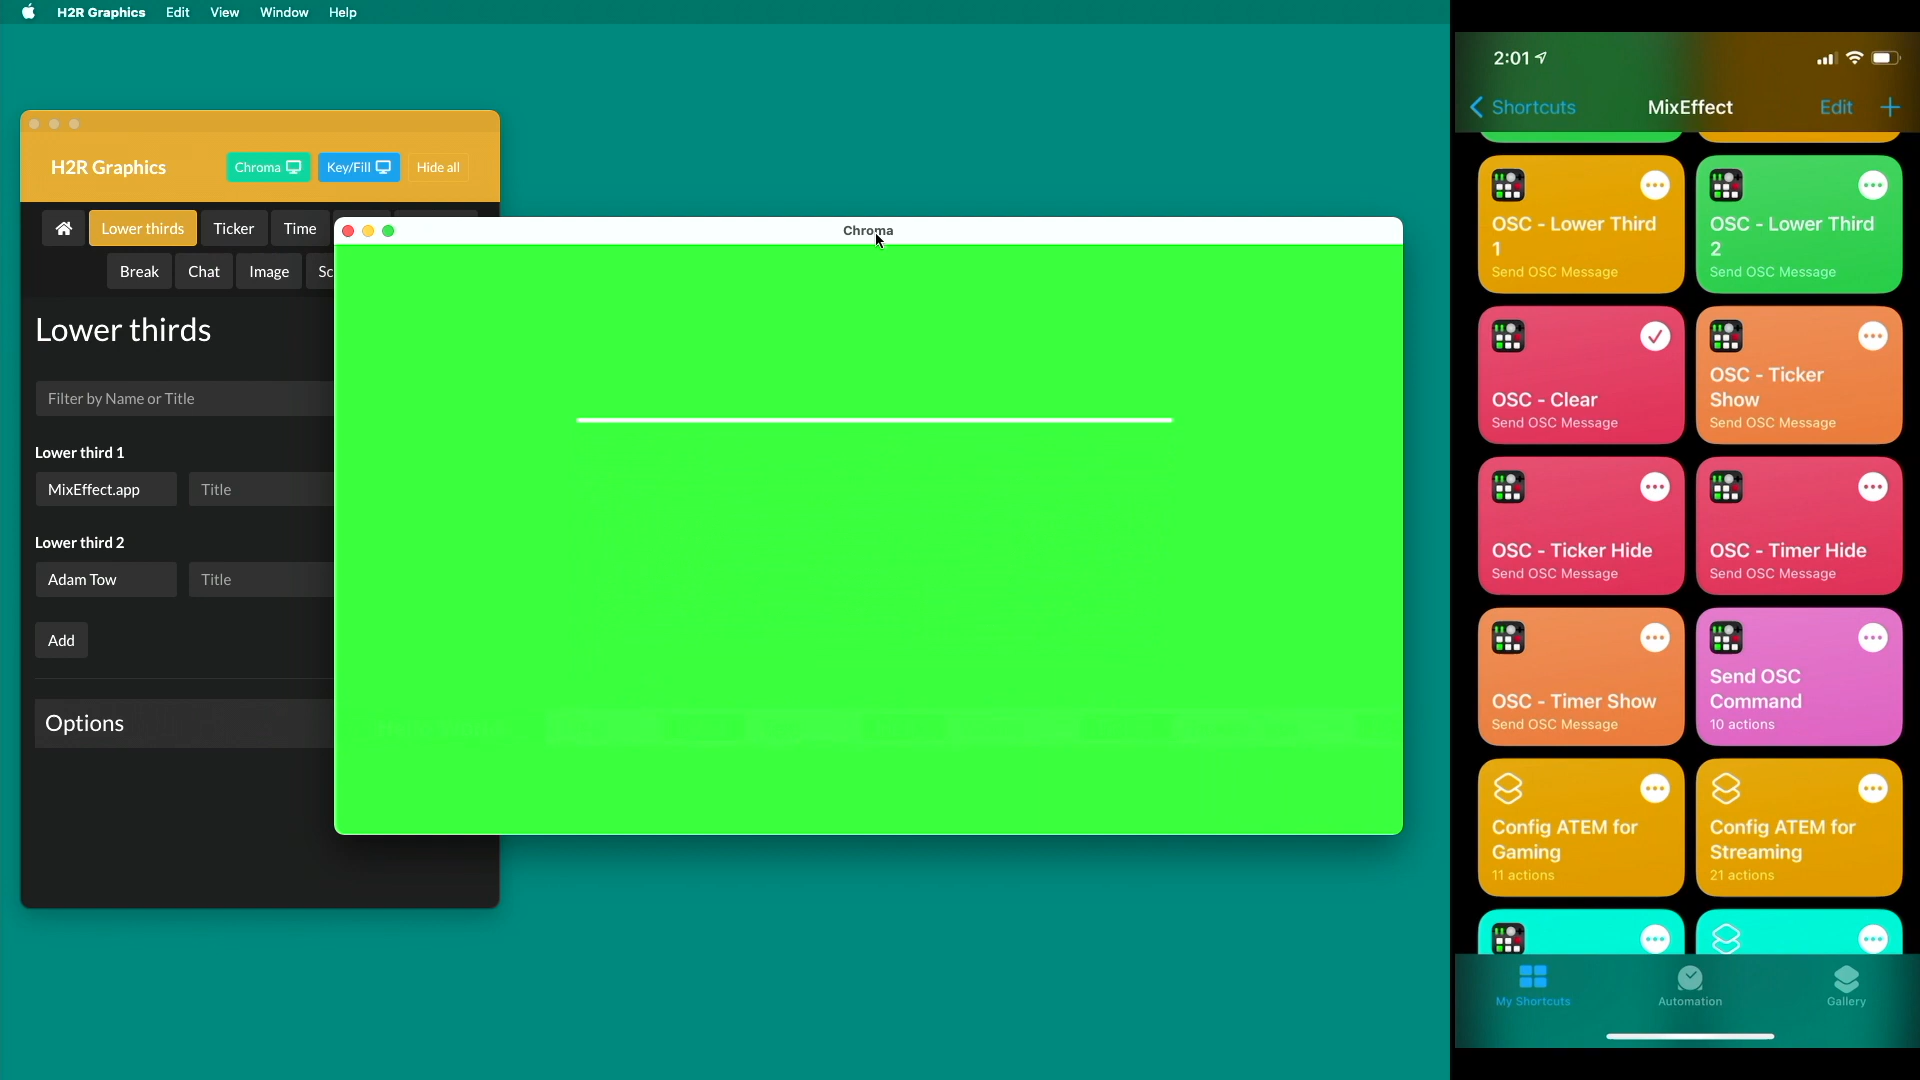 H2R Graphics Edit View Window Help
H2R Graphics
Chroma
Key/Fill
Hide all
Lower thirds
Ticker
Time
Break
Chat
Image
Sc
Lower thirds
Filter by Name or Title
Lower third 1
MixEffect.app
Title
Lower third 2
Adam Tow
Title
Add
Options
Chroma
2:01
Shortcuts
MixEffect
Edit
OSC - Lower Third
1
Send OSC Message
OSC - Lower Third
2
Send OSC Message
OSC - Clear
Send OSC Message
OSC - Ticker
Show
Send OSC Message
OSC - Ticker Hide
Send OSC Message
OSC - Timer Hide
Send OSC Message
OSC - Timer Show
Send OSC Message
Send OSC
Command
10 actions
Config ATEM for
Gaming
11 actions
Config ATEM for
Streaming
21 actions
My Shortcuts
Automation
Gallery